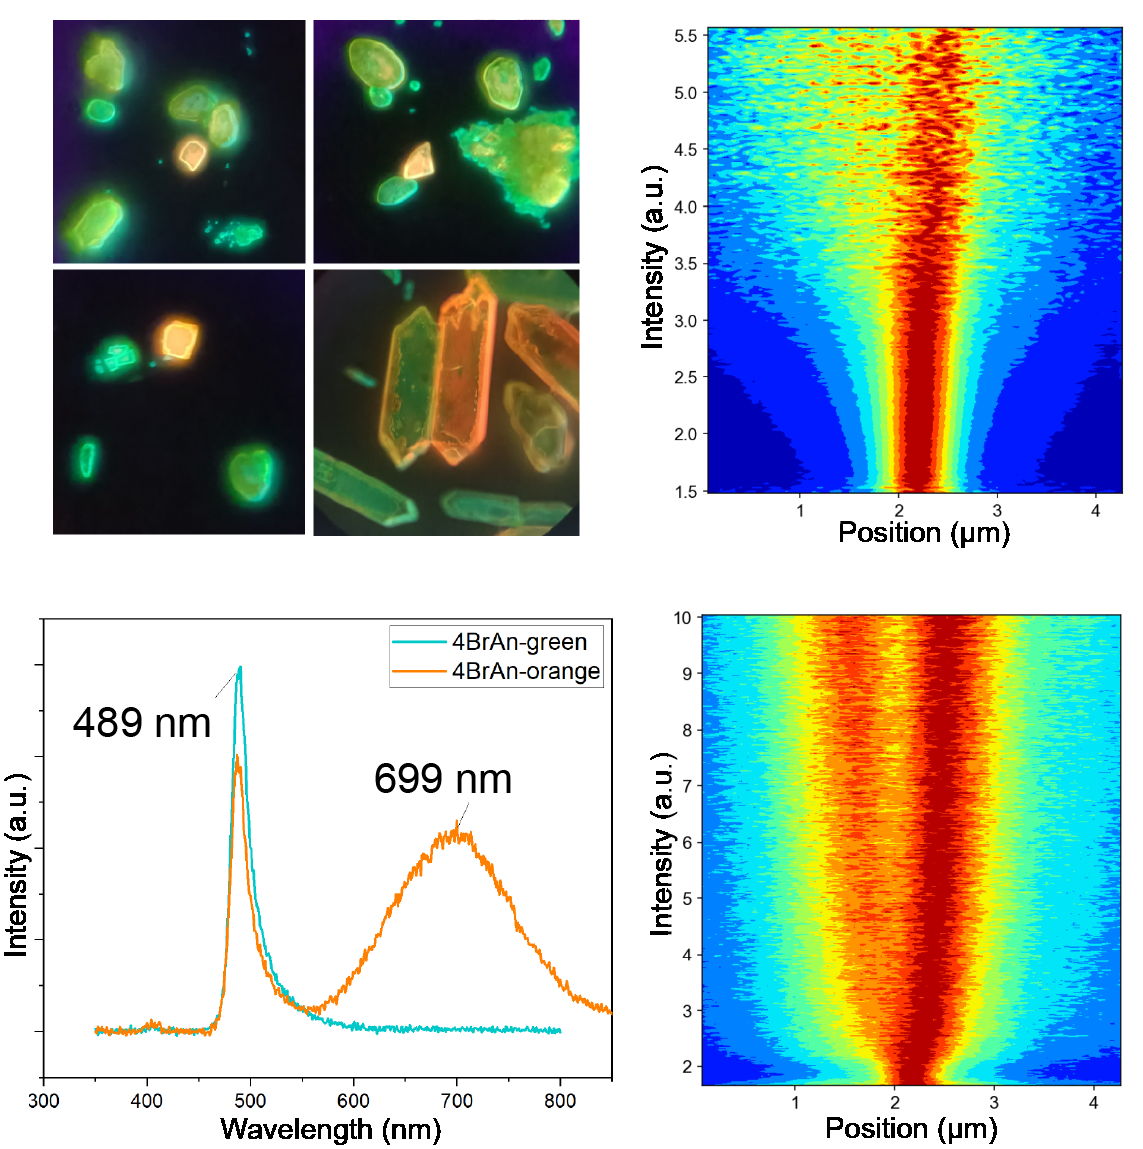 5.5
5.0
4.5
4.0
3.5
3.0
2.5
2.0
1.5
Intensity (a.u.)
1 2 3 4
Position (µm)
4BrAn-green
4BrAn-orange
489 nm
699 nm
Intensity (a.u.)
300 400 500 600 700 800
Wavelength (nm)
10
9
8
7
6
5
4
3
2
Intensity (a.u.)
1 2 3 4
Position (µm)